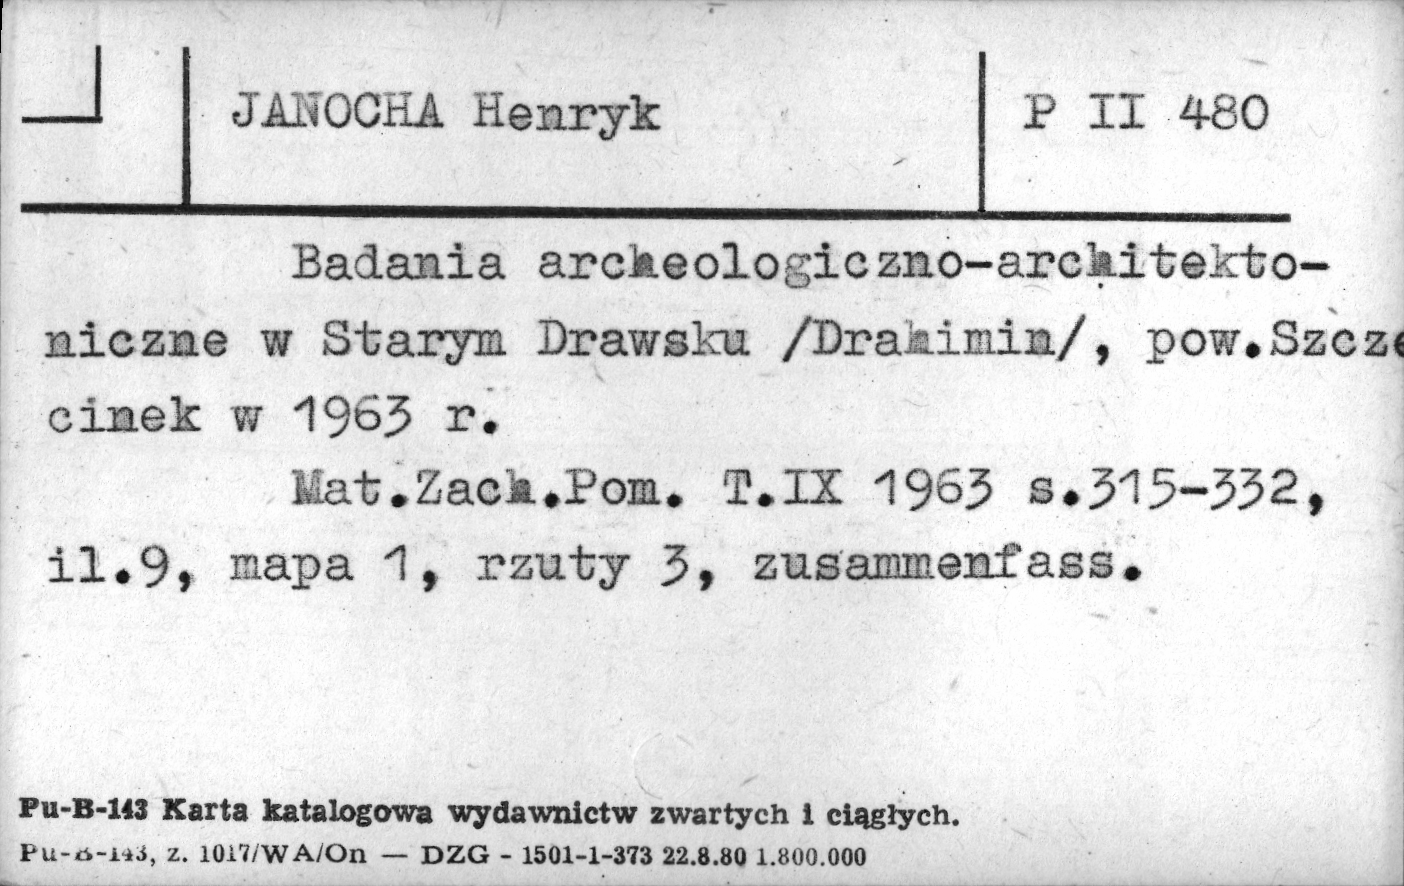 JANOCHA Henryk
P II 480
Badania archeologiczno-architekto-
niczne w Starym Drawsku /Drahimin/, pow.Szcze
cinek w 1963 r.
Mat.Zach.Pom. T.IX 1963 s.315-332,
il.9, mapa 1, rzuty 3, zusammenfass.
Pu-B-143 Karta katalogowa wydawnictw zwartych i ciągłych.
Pu-B-143, z. 1017/WA/On — DZG - 1501-1-373 22.8.80 1.800.000